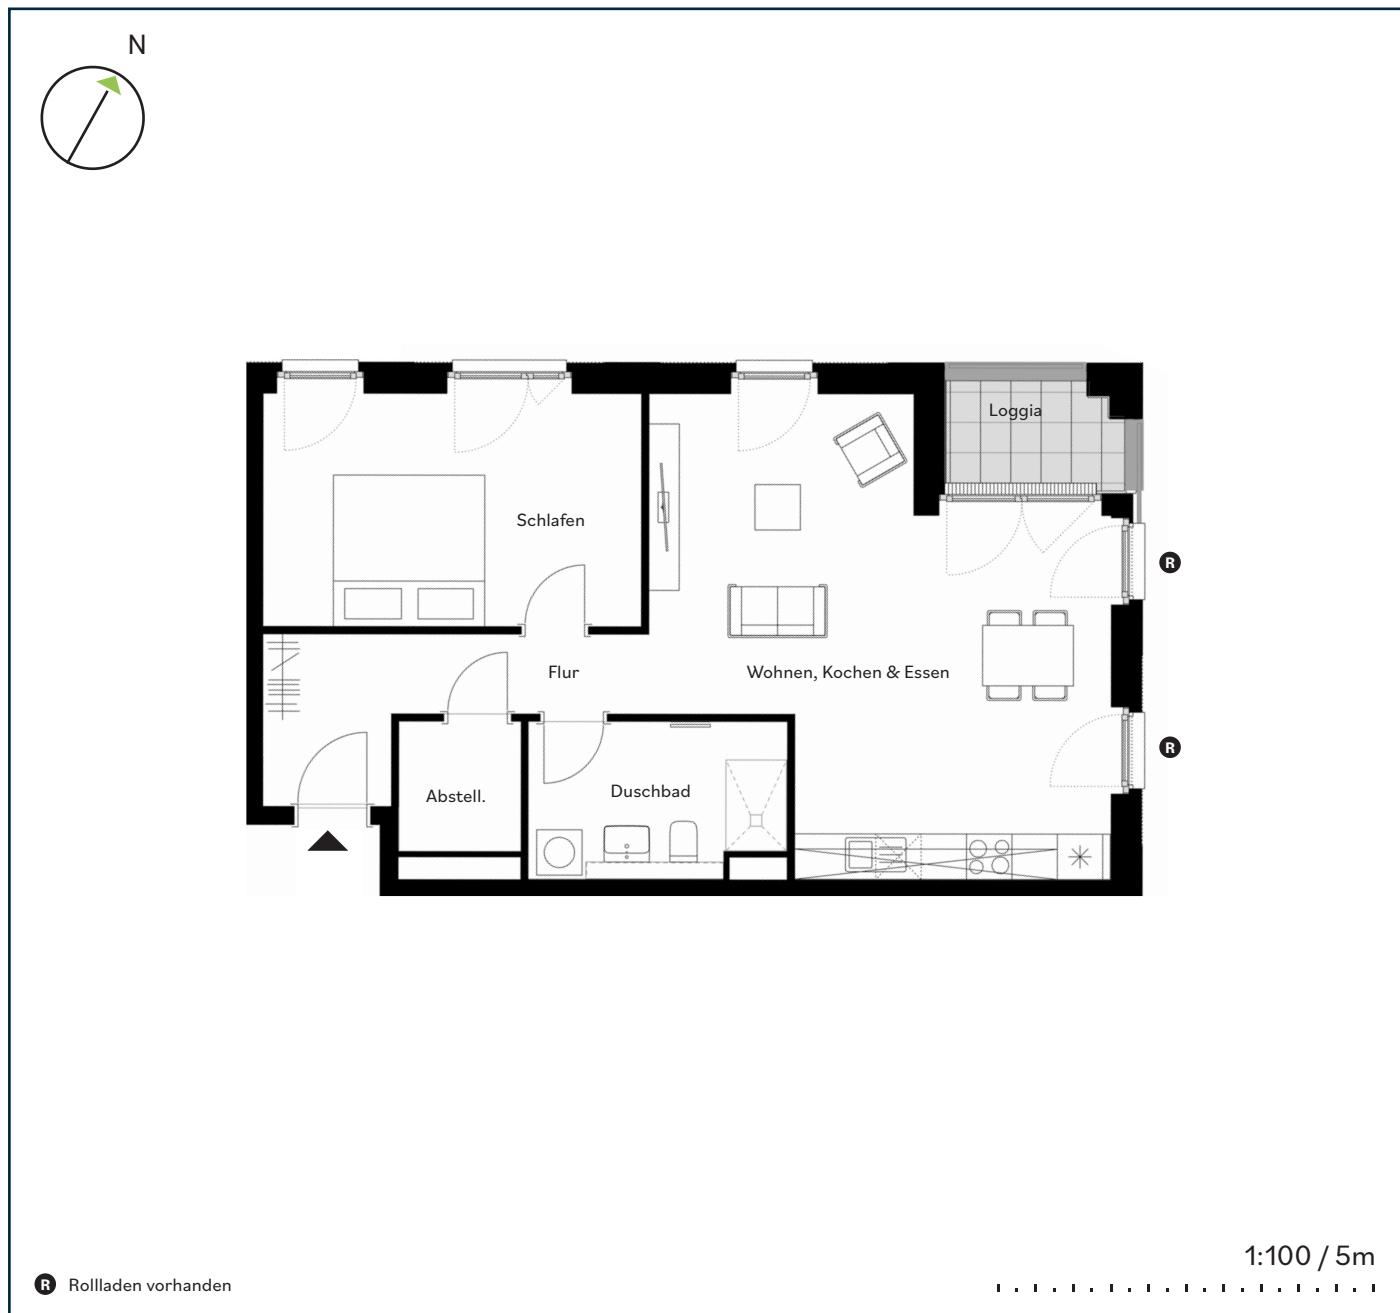 N
Loggia
R
Schlafen
Flur
Wohnen, Kochen & Essen
R
Duschbad
Abstell.
1:100 / 5m
R Rollladen vorhanden